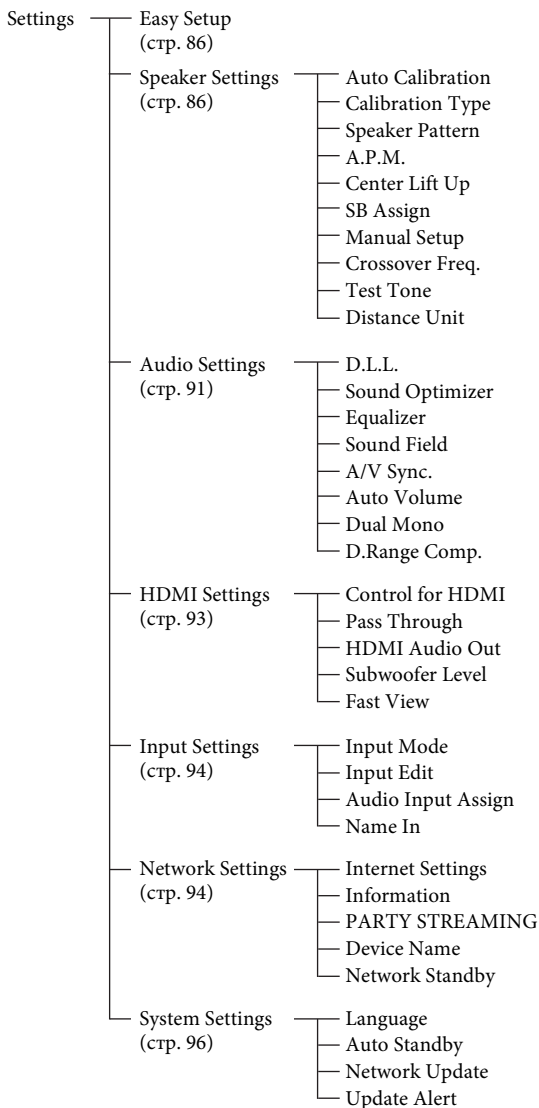 Settings
Easy Setup
(стр. 86)
Speaker Settings
(стр. 86)
Auto Calibration
Calibration Type
Speaker Pattern
A.P.M.
Center Lift Up
SB Assign
Manual Setup
Crossover Freq.
Test Tone
Distance Unit
Audio Settings
(стр. 91)
D.L.L.
Sound Optimizer
Equalizer
Sound Field
A/V Sync.
Auto Volume
Dual Mono
D.Range Comp.
HDMI Settings
(стр. 93)
Control for HDMI
Pass Through
HDMI Audio Out
Subwoofer Level
Fast View
Input Settings
(стр. 94)
Input Mode
Input Edit
Audio Input Assign
Name In
Network Settings
(стр. 94)
Internet Settings
Information
PARTY STREAMING
Device Name
Network Standby
System Settings
(стр. 96)
Language
Auto Standby
Network Update
Update Alert